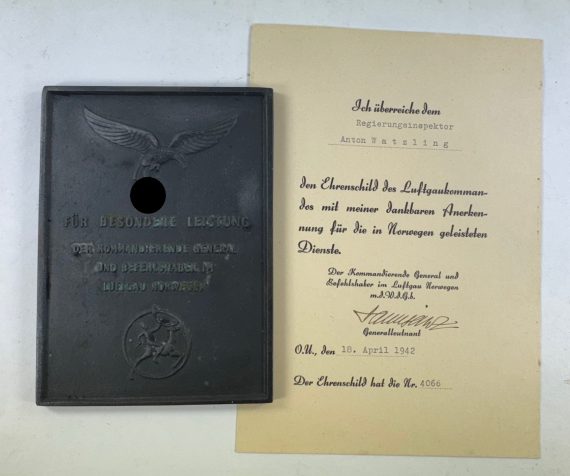 FÜR BESONDERE LEISTUNG
DER KOMMANDIERENDE GENERAL
UND BEFEHLSHABER IM
LUFTGAU NORWEGEN
Ich überreiche dem
Regierungsinspektor
Anton Watzling
den Ehrenschild des Luftgaukomman-
dos mit meiner dankbaren Anerken-
nung für die in Norwegen geleisteten
Dienste.
Der Kommandierende General und
Befehlshaber im Luftgau Norwegen
m.d.W.d.G.b.
Generalleutnant
O.U., den 18. April 1942
Der Ehrenschild hat die Nr. 4066